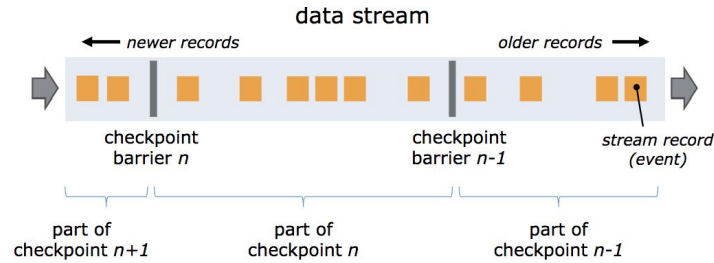 data stream
newer records
older records
checkpoint
barrier n
checkpoint
barrier n-1
stream record
(event)
part of
checkpoint n+1
part of
checkpoint n
part of
checkpoint n-1